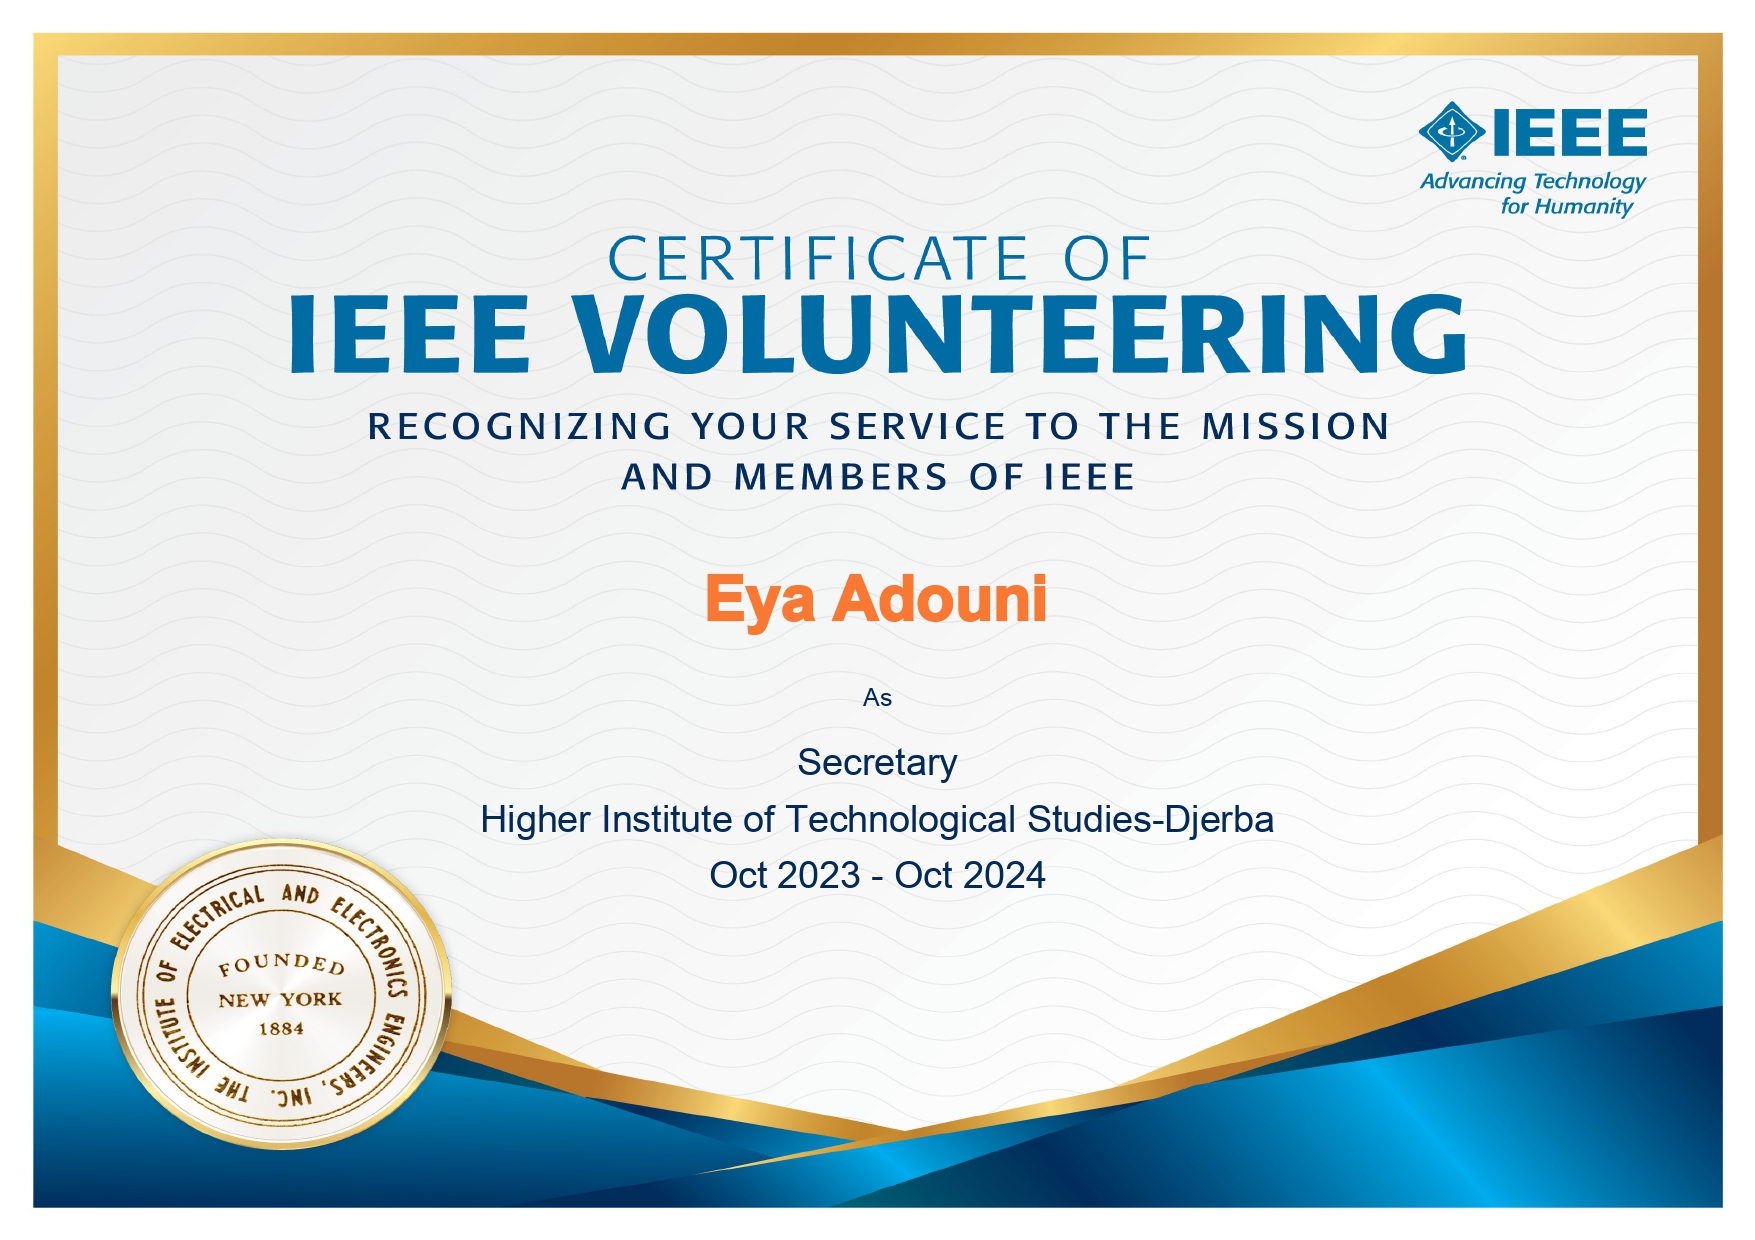 IEEE
Advancing Technology
for Humanity
CERTIFICATE OF
IEEE VOLUNTEERING
RECOGNIZING YOUR SERVICE TO THE MISSION
AND MEMBERS OF IEEE
Eya Adouni
As
Secretary
Higher Institute of Technological Studies-Djerba
Oct 2023 - Oct 2024
THE INSTITUTE OF ELECTRICAL AND ELECTRONICS ENGINEERS, INC.
FOUNDED
NEW YORK
1884